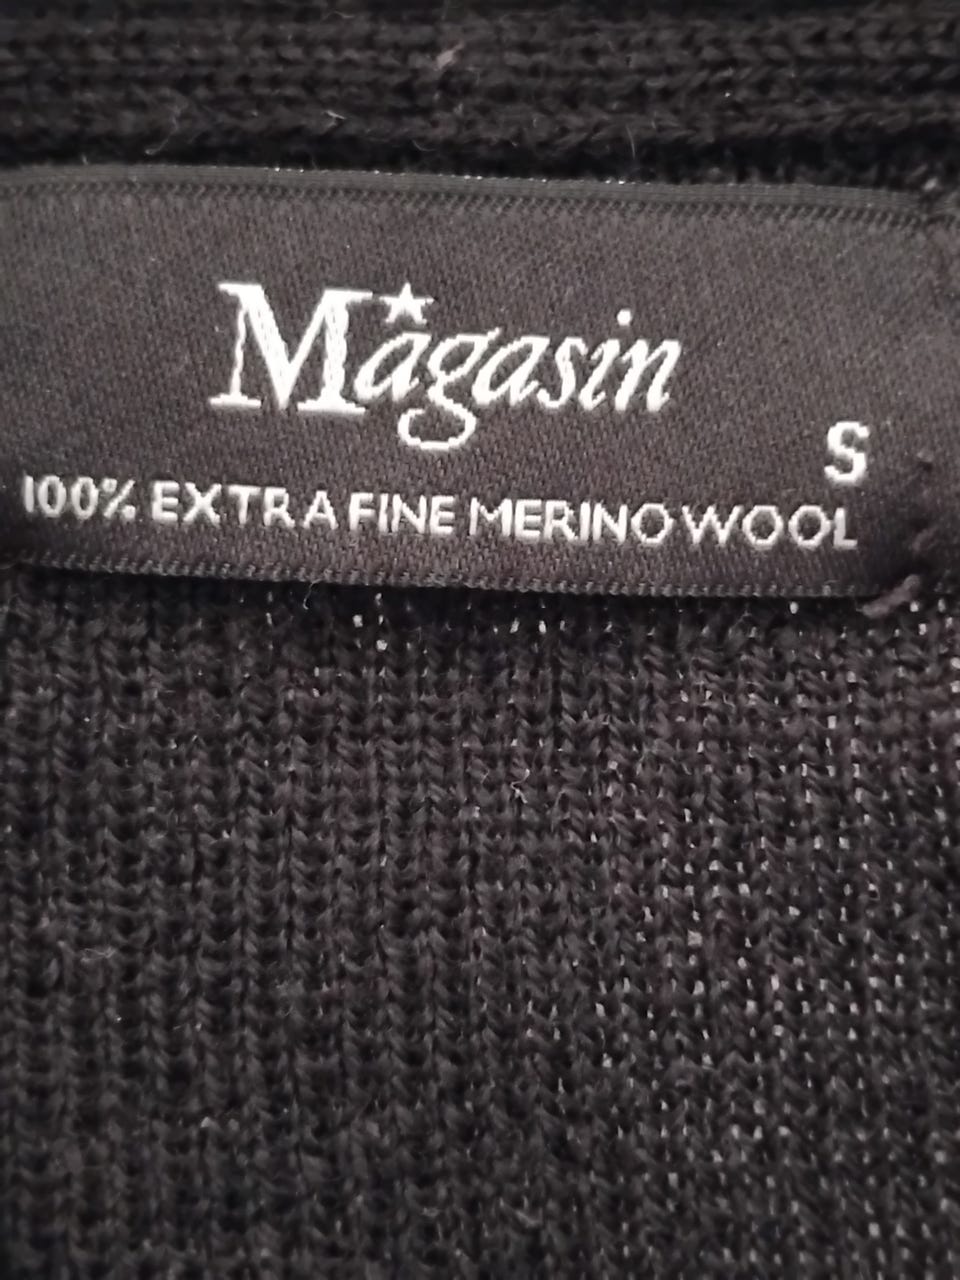 Magasin
S
100% EXTRA FINE MERINO WOOL